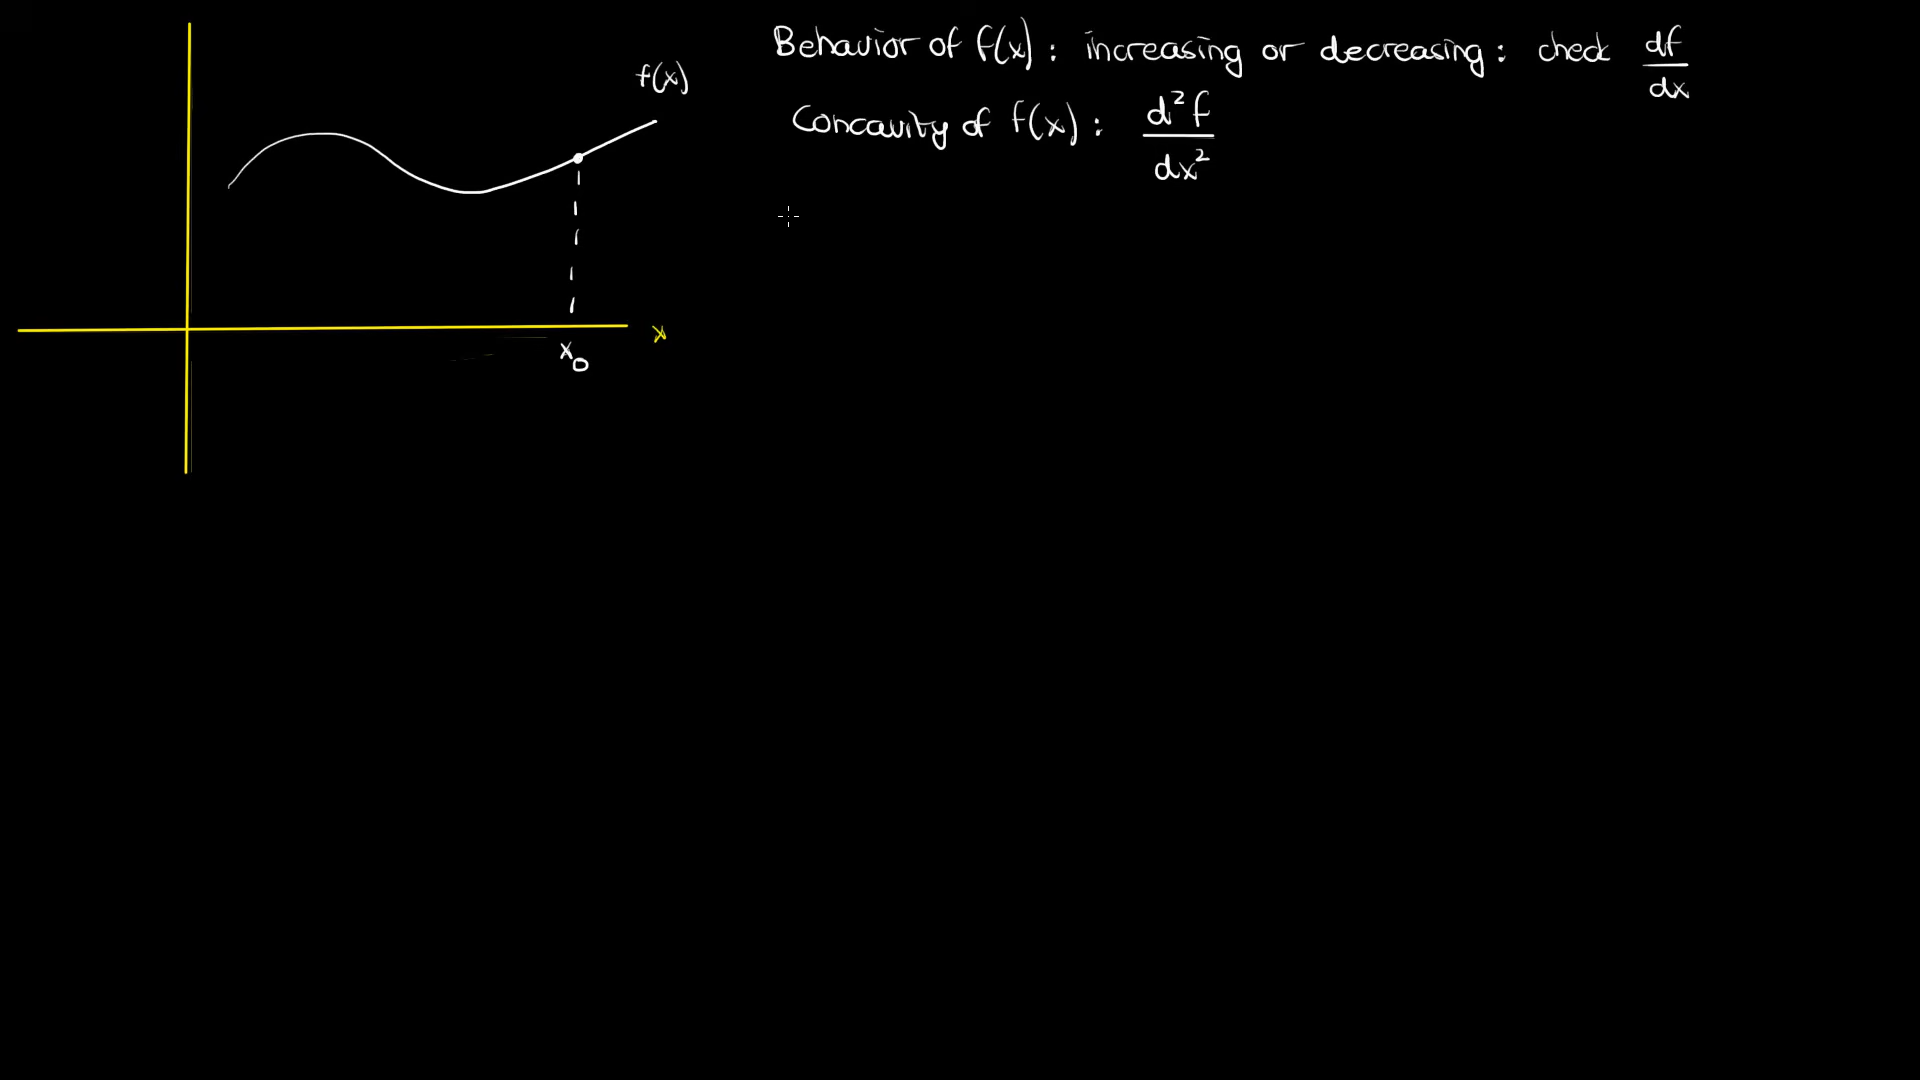 Behavior of f(x): increasing or decreasing: check df/dx
f(x)
Concavity of f(x): d²f/dx²
x
x₀